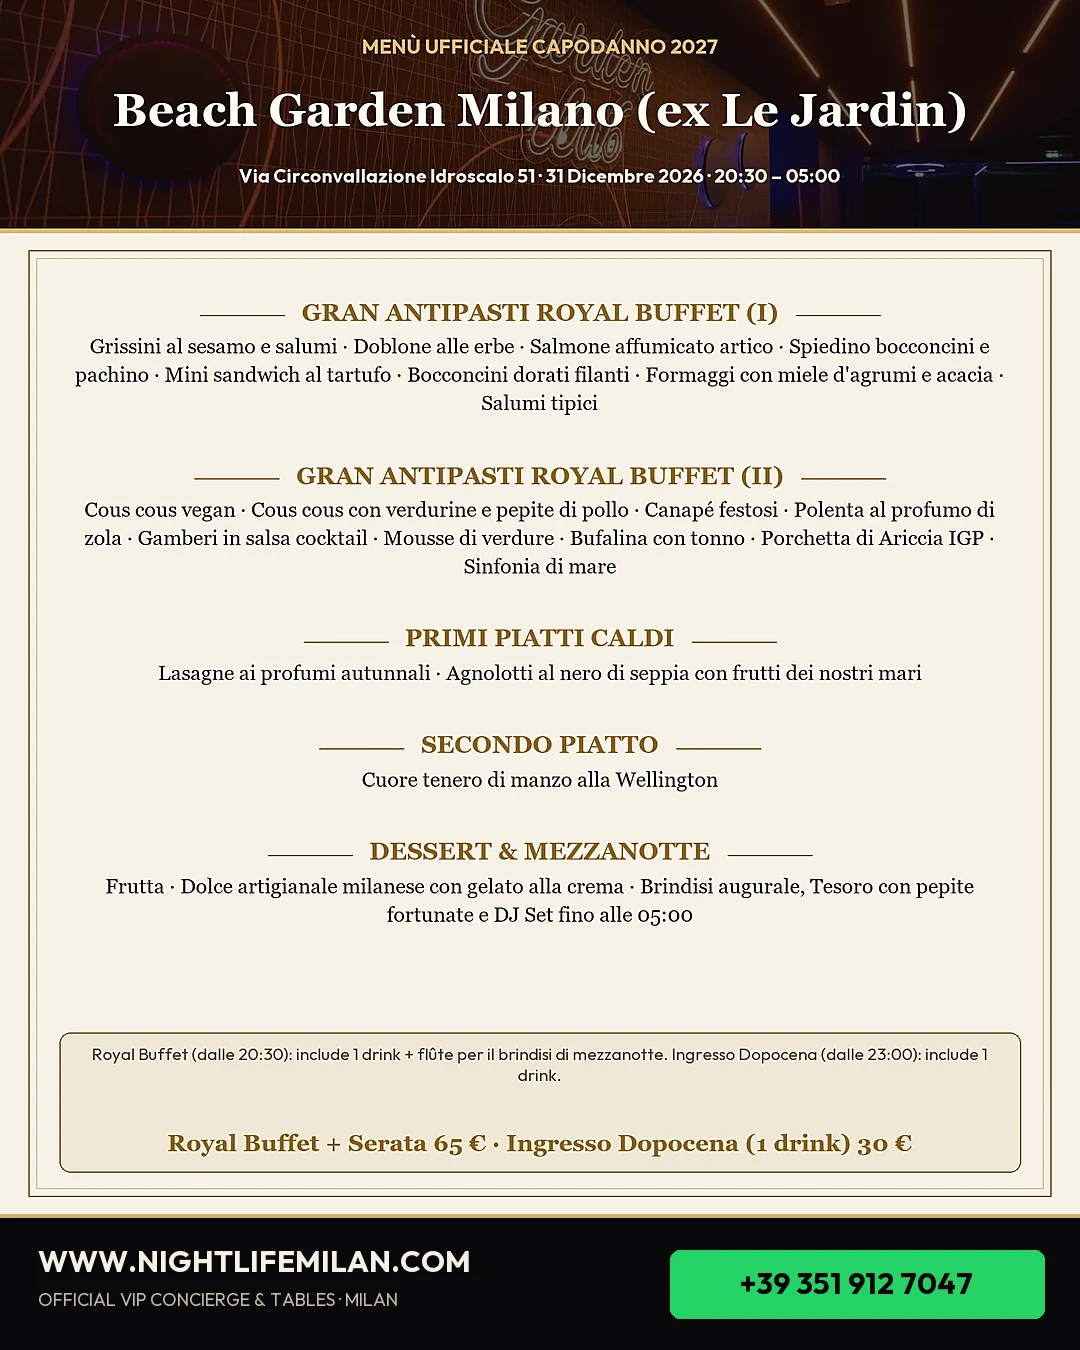 MENÙ UFFICIALE CAPODANNO 2027
Garden
Beach Garden Milano (ex Le Jardin)
Via Circonvallazione Idroscalo 51 · 31 Dicembre 2026 · 20:30 – 05:00
GRAN ANTIPASTI ROYAL BUFFET (I)
Grissini al sesamo e salumi · Doblone alle erbe · Salmone affumicato artico · Spiedino bocconcini e
pachino · Mini sandwich al tartufo · Bocconcini dorati filanti · Formaggi con miele d'agrumi e acacia ·
Salumi tipici
GRAN ANTIPASTI ROYAL BUFFET (II)
Cous cous vegan · Cous cous con verdurine e pepite di pollo · Canapé festosi · Polenta al profumo di
zola · Gamberi in salsa cocktail · Mousse di verdure · Bufalina con tonno · Porchetta di Ariccia IGP ·
Sinfonia di mare
PRIMI PIATTI CALDI
Lasagne ai profumi autunnali · Agnolotti al nero di seppia con frutti dei nostri mari
SECONDO PIATTO
Cuore tenero di manzo alla Wellington
DESSERT & MEZZANOTTE
Frutta · Dolce artigianale milanese con gelato alla crema · Brindisi augurale, Tesoro con pepite
fortunate e DJ Set fino alle 05:00
Royal Buffet (dalle 20:30): include 1 drink + flûte per il brindisi di mezzanotte. Ingresso Dopocena (dalle 23:00): include 1
drink.
Royal Buffet + Serata 65 € · Ingresso Dopocena (1 drink) 30 €
WWW.NIGHTLIFEMILAN.COM
OFFICIAL VIP CONCIERGE & TABLES · MILAN
+39 351 912 7047